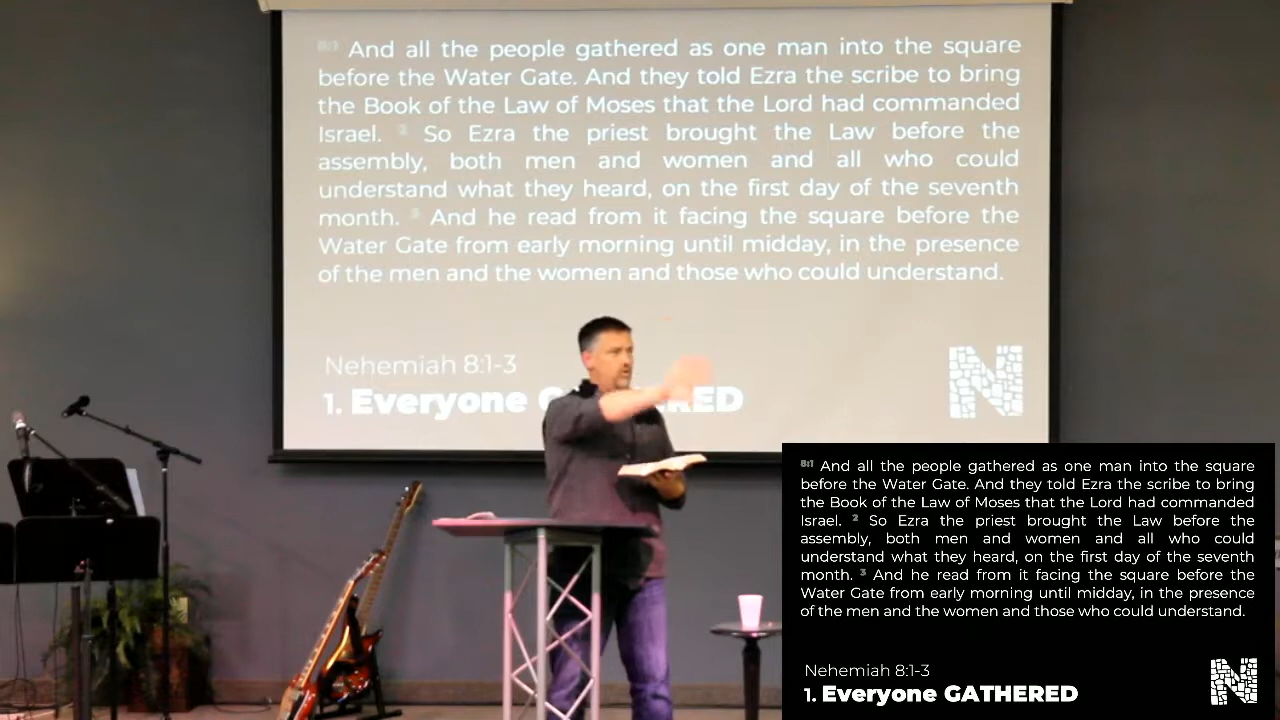 8:1 And all the people gathered as one man into the square
before the Water Gate. And they told Ezra the scribe to bring
the Book of the Law of Moses that the Lord had commanded
Israel. 2 So Ezra the priest brought the Law before the
assembly, both men and women and all who could
understand what they heard, on the first day of the seventh
month. 3 And he read from it facing the square before the
Water Gate from early morning until midday, in the presence
of the men and the women and those who could understand.
Nehemiah 8:1-3
1. Everyone G RED
N
8:1 And all the people gathered as one man into the square
before the Water Gate. And they told Ezra the scribe to bring
the Book of the Law of Moses that the Lord had commanded
Israel. 2 So Ezra the priest brought the Law before the
assembly, both men and women and all who could
understand what they heard, on the first day of the seventh
month. 3 And he read from it facing the square before the
Water Gate from early morning until midday, in the presence
of the men and the women and those who could understand.
Nehemiah 8:1-3
1. Everyone GATHERED
N